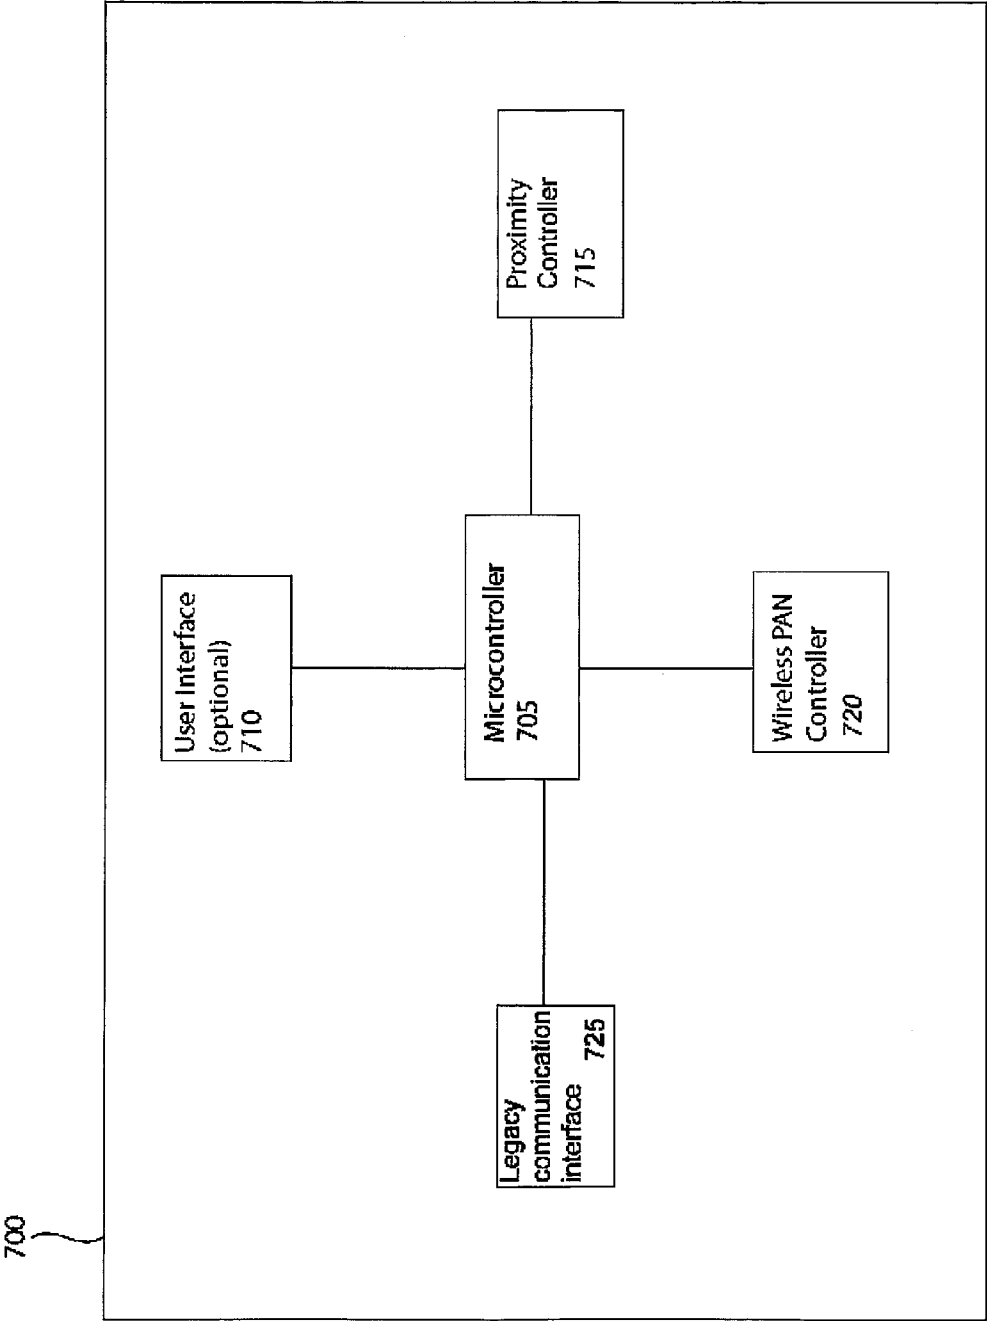 700
User Interface
(optional)
710
Legacy
communication
interface 725
Microcontroller
705
Proximity
Controller
715
Wireless PAN
Controller
720